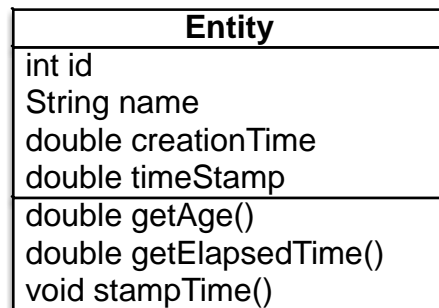 Entity
int id
String name
double creationTime
double timeStamp
double getAge()
double getElapsedTime()
void stampTime()